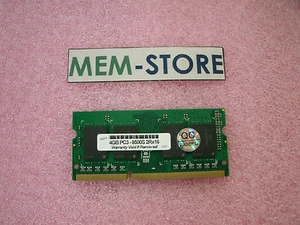 MEM-STORE
4GB PC3 - 8500S 2Rx16
Warranty Void If Removed
QC